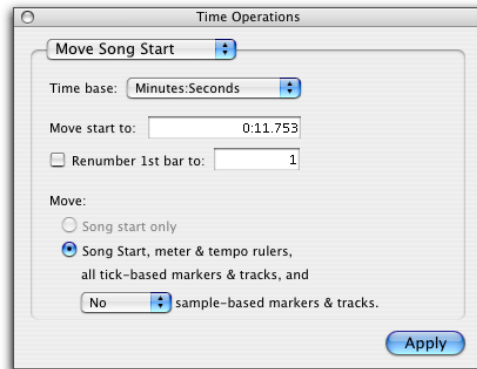 Time Operations
Move Song Start
Time base: Minutes:Seconds
Move start to: 0:11.753
Renumber 1st bar to: 1
Move:
Song start only
Song Start, meter & tempo rulers,
all tick-based markers & tracks, and
No sample-based markers & tracks.
Apply